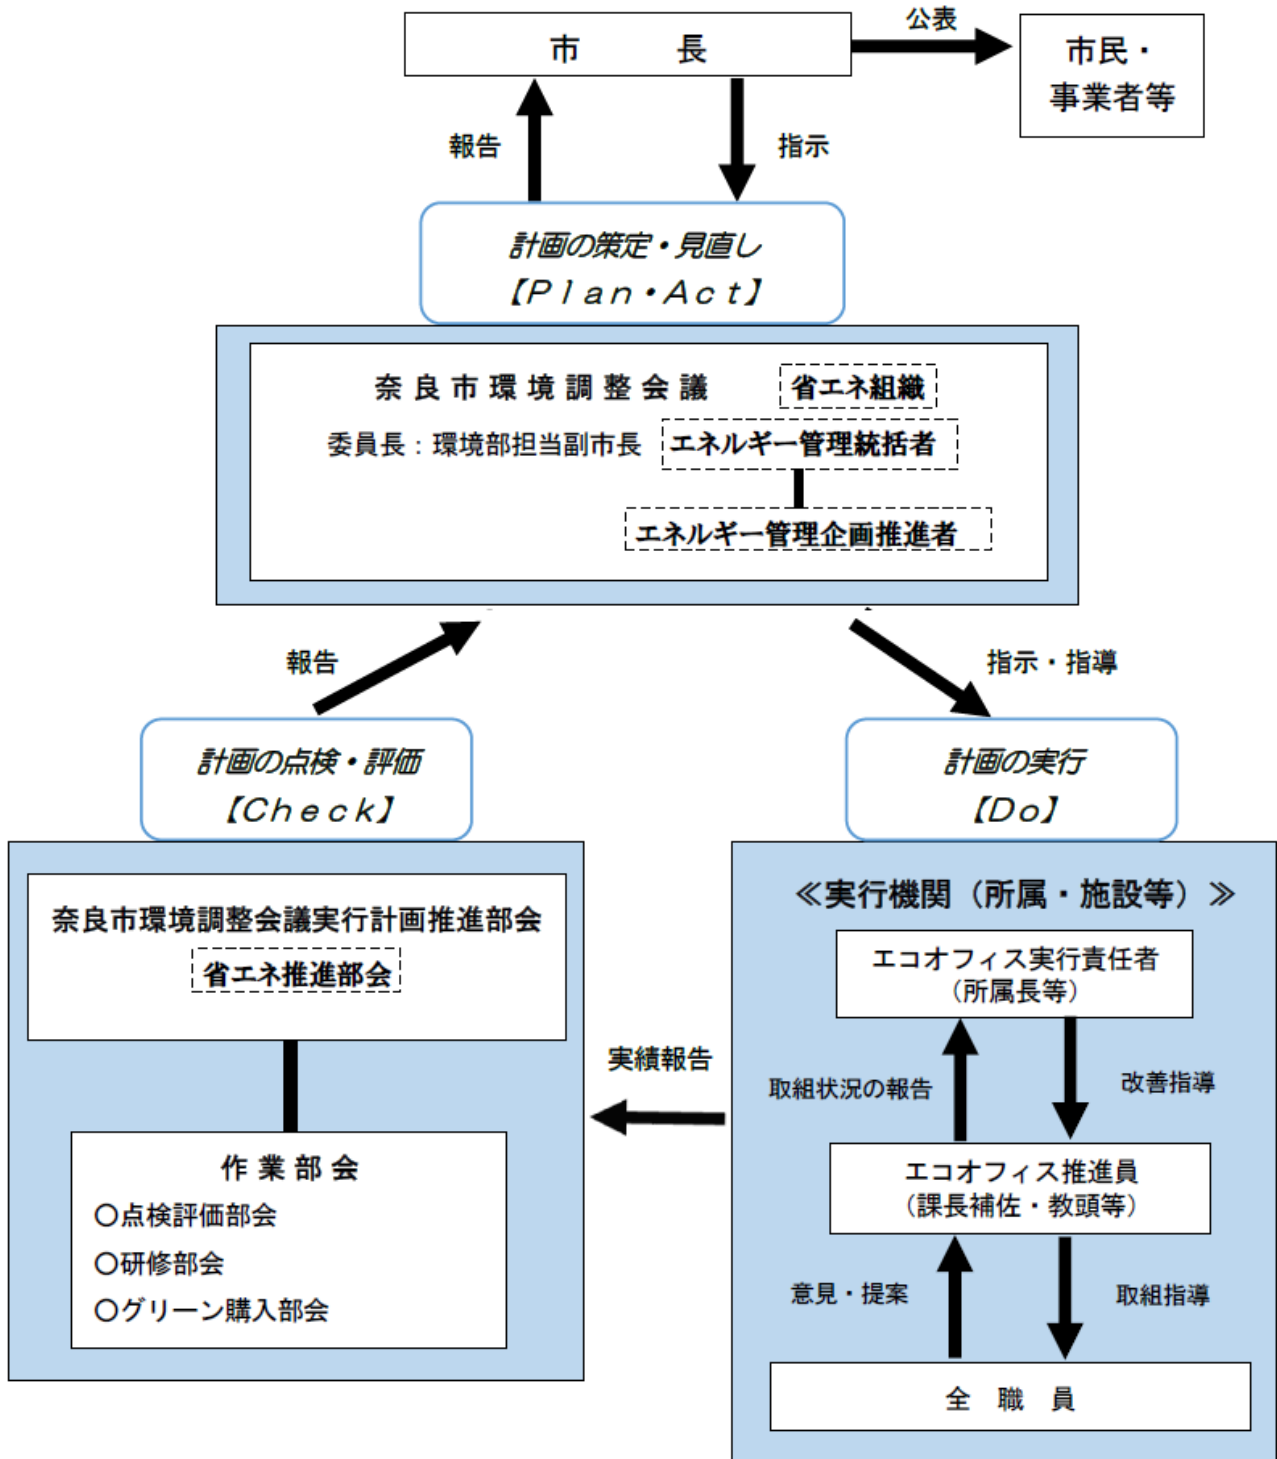 公表
市　　　長
市民・
事業者等
報告
指示
計画の策定・見直し
【Ｐｌａｎ・Ａｃｔ】
奈良市環境調整会議
省エネ組織
委員長：環境部担当副市長
エネルギー管理統括者
エネルギー管理企画推進者
報告
指示・指導
計画の点検・評価
【Ｃｈｅｃｋ】
計画の実行
【Ｄｏ】
奈良市環境調整会議実行計画推進部会
省エネ推進部会
作業部会
〇点検評価部会
〇研修部会
〇グリーン購入部会
実績報告
≪実行機関（所属・施設等）≫
エコオフィス実行責任者
（所属長等）
取組状況の報告
改善指導
エコオフィス推進員
（課長補佐・教頭等）
意見・提案
取組指導
全　職　員